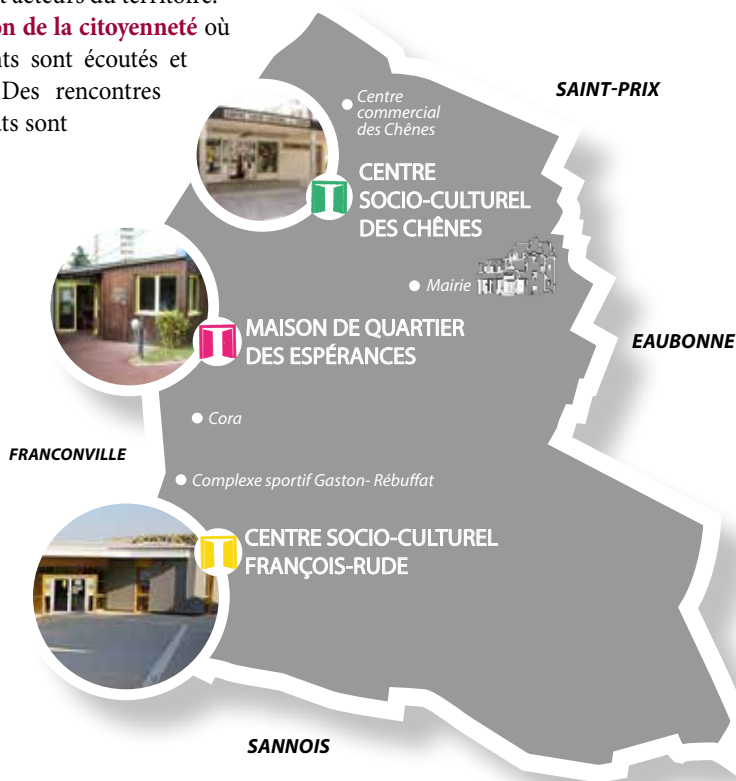 t acteurs du territoire.
on de la citoyenneté où
nts sont écoutés et
Des rencontres
ts sont
SAINT-PRIX
Centre
commercial
des Chênes
CENTRE
SOCIO-CULTUREL
DES CHÊNES
Mairie
EAUBONNE
MAISON DE QUARTIER
DES ESPÉRANCES
Cora
FRANCONVILLE
Complexe sportif Gaston- Rébuffat
CENTRE SOCIO-CULTUREL
FRANÇOIS-RUDE
SANNOIS